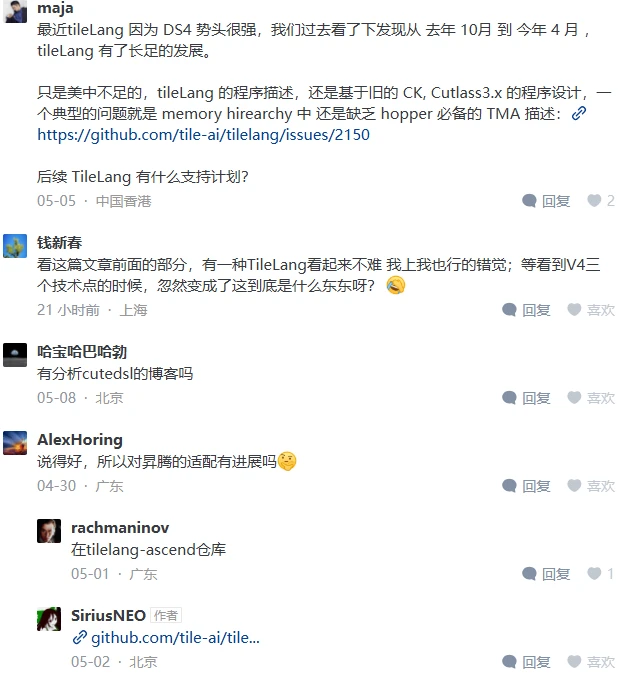 maja
最近tileLang 因为 DS4 势头很强，我们过去看了下发现从 去年 10月 到 今年 4 月，
tileLang 有了长足的发展。
只是美中不足的，tileLang 的程序描述，还是基于旧的 CK, Cutlass3.x 的程序设计，一
个典型的问题就是 memory hirearchy 中 还是缺乏 hopper 必备的 TMA 描述：
https://github.com/tile-ai/tilelang/issues/2150
后续 TileLang 有什么支持计划？
05-05 · 中国香港 回复 2
钱新春
看这篇文章前面的部分，有一种TileLang看起来不难 我上我也行的错觉；等看到V4三
个技术点的时候，忽然变成了这到底是什么东东呀？
21 小时前 · 上海 回复 喜欢
哈宝哈巴哈勃
有分析cutedsl的博客吗
05-08 · 北京 回复 喜欢
AlexHoring
说得好，所以对昇腾的适配有进展吗
04-30 · 广东 回复 喜欢
rachmaninov
在tilelang-ascend仓库
05-01 · 广东 回复 1
SiriusNEO 作者
github.com/tile-ai/tile...
05-02 · 北京 回复 喜欢